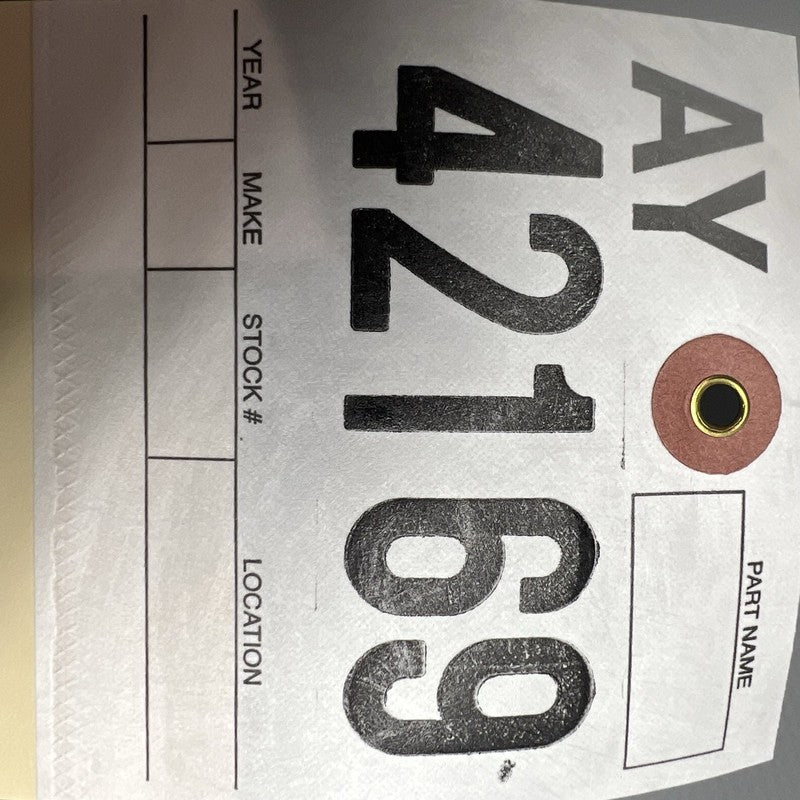 AY
PART NAME
42169
YEAR MAKE STOCK # LOCATION